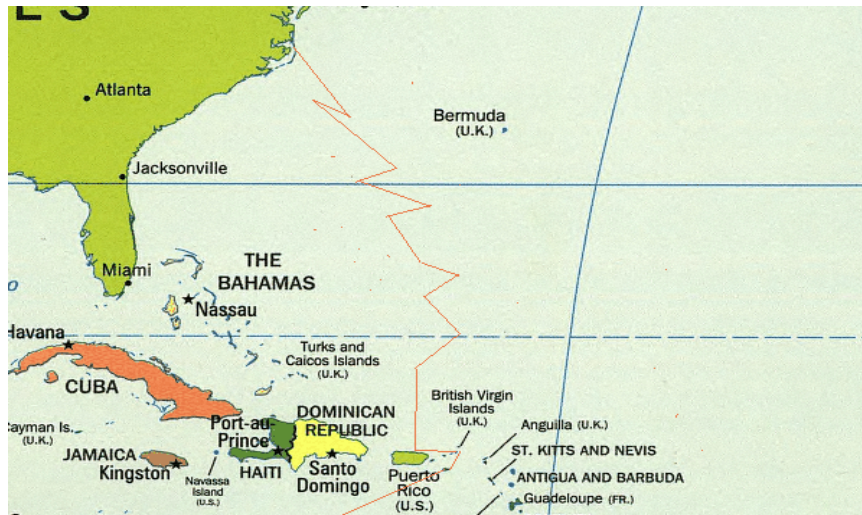 Atlanta
Bermuda
(U.K.)
Jacksonville
Miami
THE
BAHAMAS
Nassau
Havana
Turks and
Caicos Islands
(U.K.)
CUBA
British Virgin
Islands
(U.K.)
Cayman Is.
(U.K.)
Port-au-
Prince
DOMINICAN
REPUBLIC
Anguilla (U.K.)
ST. KITTS AND NEVIS
JAMAICA
Kingston
HAITI
Santo
Domingo
Navassa
Island
(U.S.)
Puerto
Rico
(U.S.)
ANTIGUA AND BARBUDA
Guadeloupe (FR.)